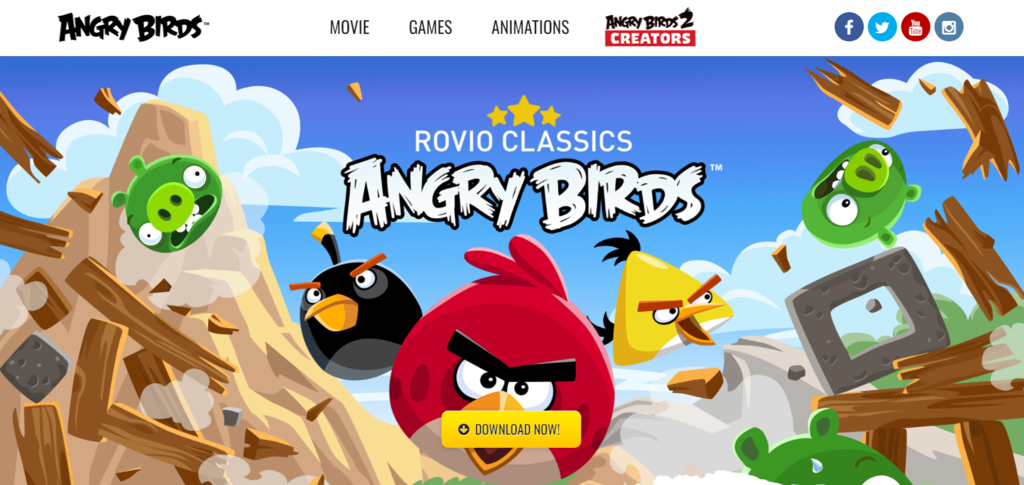 ANGRY BIRDS™
MOVIE
GAMES
ANIMATIONS
ANGRY BIRDS 2
CREATORS
You
Tube
ROVIO CLASSICS
ANGRY BIRDS™
DOWNLOAD NOW!